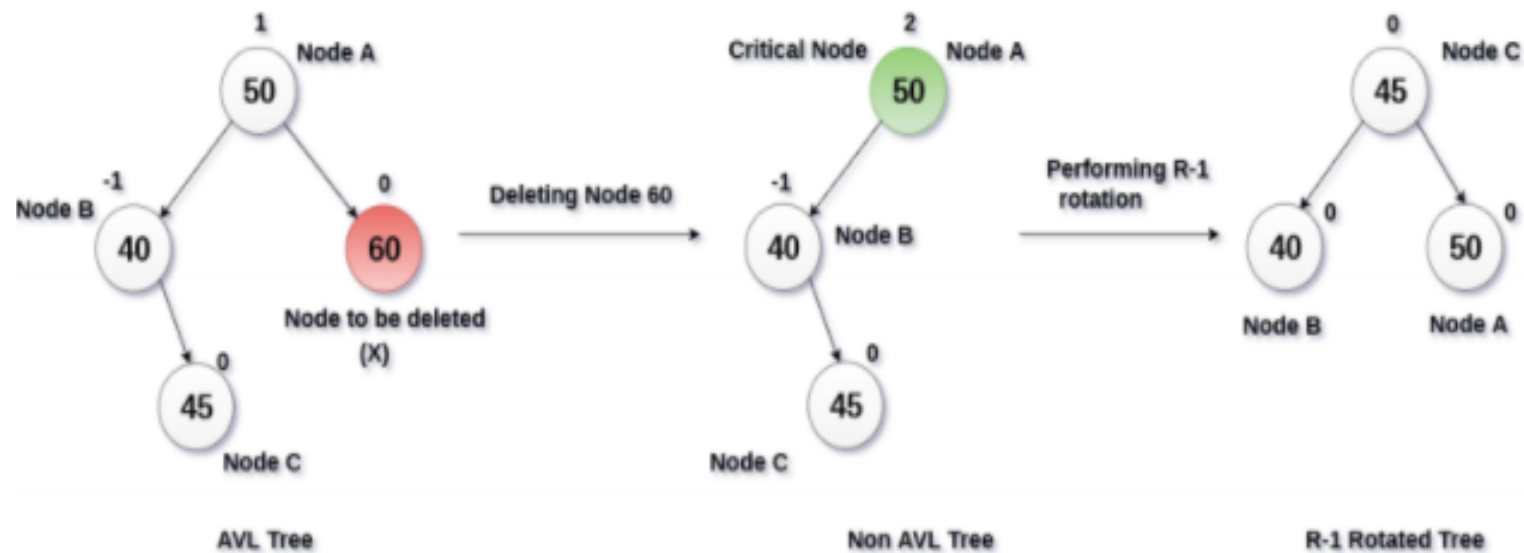 1
Node A
50
-1
Node B
40
0
60
Node to be deleted
(X)
0
45
Node C
AVL Tree
Deleting Node 60
2
Critical Node
Node A
50
-1
40
Node B
0
45
Node C
Non AVL Tree
Performing R-1
rotation
0
Node C
45
0
40
Node B
0
50
Node A
R-1 Rotated Tree